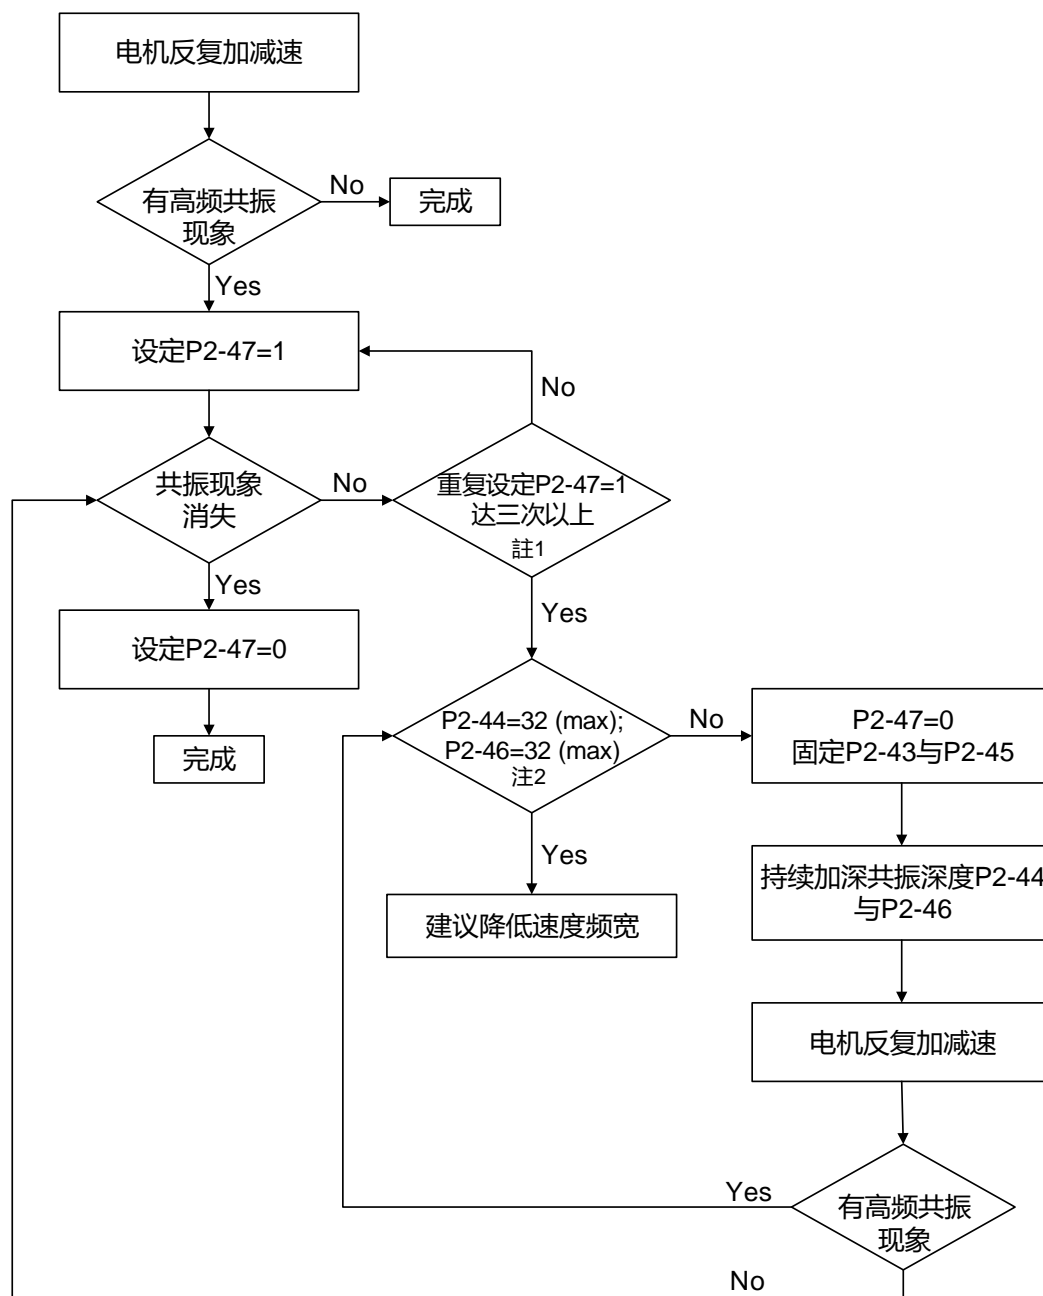 电机反复加减速
有高频共振
现象
No
完成
Yes
设定P2-47=1
No
共振现象
消失
No
重复设定P2-47=1
达三次以上
註1
Yes
Yes
设定P2-47=0
完成
P2-44=32 (max);
P2-46=32 (max)
注2
No
P2-47=0
固定P2-43与P2-45
Yes
建议降低速度频宽
持续加深共振深度P2-44
与P2-46
电机反复加减速
有高频共振
现象
Yes
No